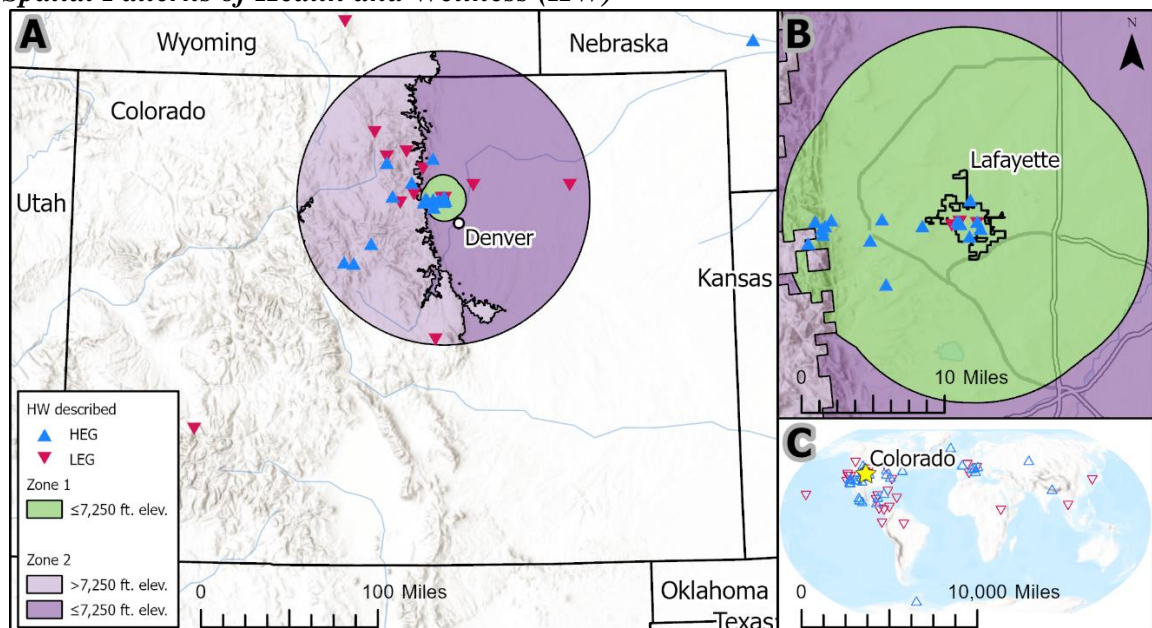 Spatial Patterns of Health and Wellness (HW)
A
Wyoming
Nebraska
Colorado
Utah
Denver
Kansas
HW described
HEG
LEG
Zone 1
≤7,250 ft. elev.
Zone 2
>7,250 ft. elev.
≤7,250 ft. elev.
0 100 Miles
Oklahoma
Texas
B
N
Lafayette
0 10 Miles
C
Colorado
0 10,000 Miles